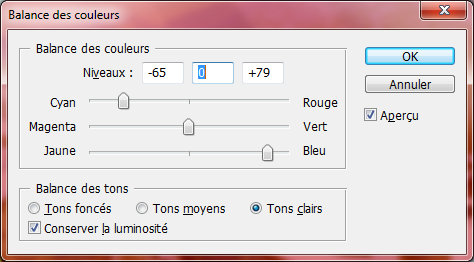 Balance des couleurs
Balance des couleurs
Niveaux : -65 0 +79
Cyan Rouge
Magenta Vert
Jaune Bleu
OK
Annuler
Aperçu
Balance des tons
Tons foncés Tons moyens Tons clairs
Conserver la luminosité